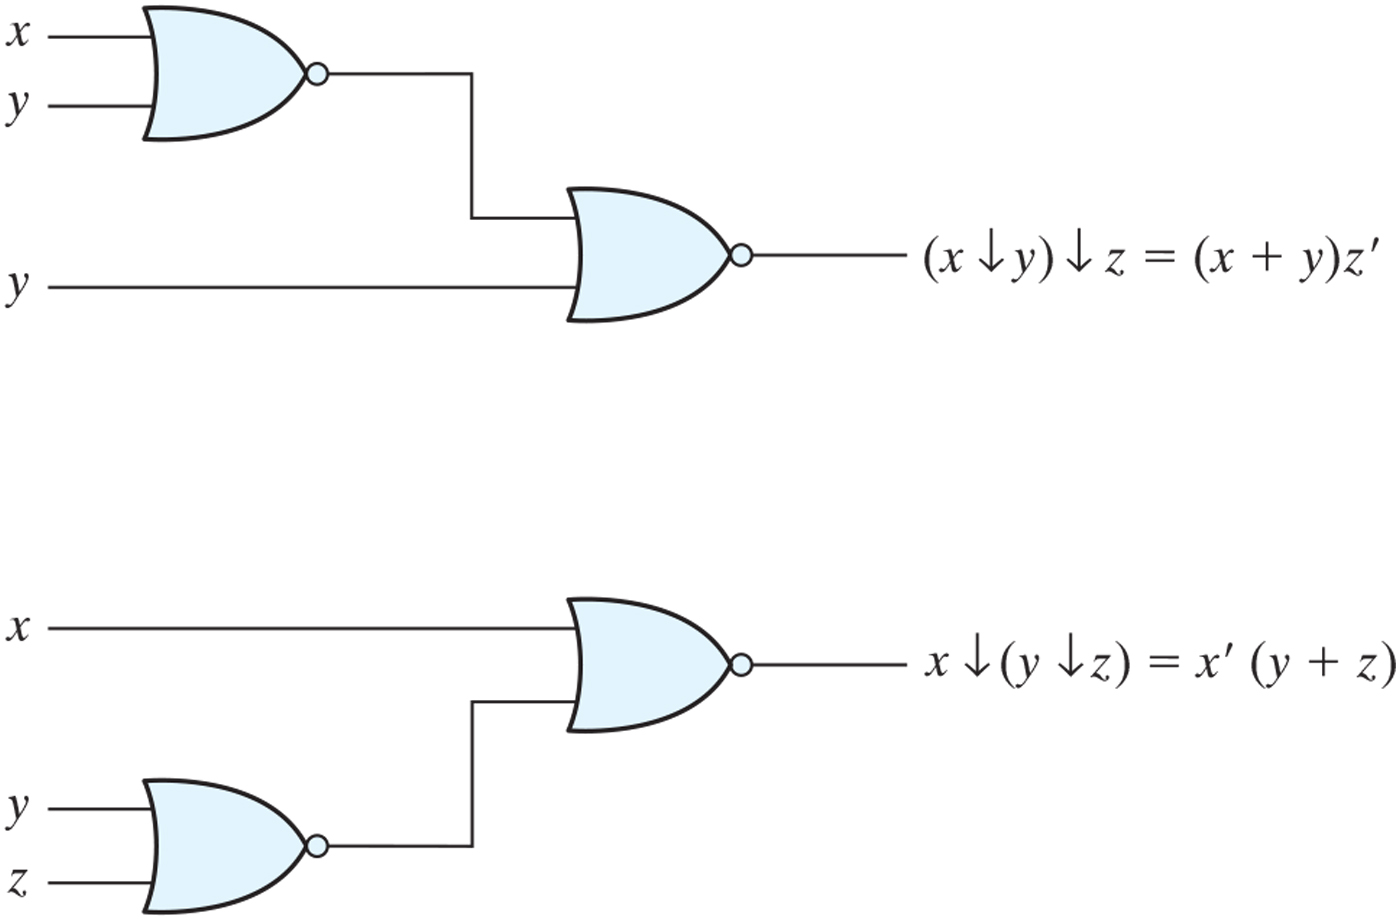 x
y
y
(x ↓ y) ↓ z = (x + y)z′
x
x ↓ (y ↓ z) = x′ (y + z)
y
z